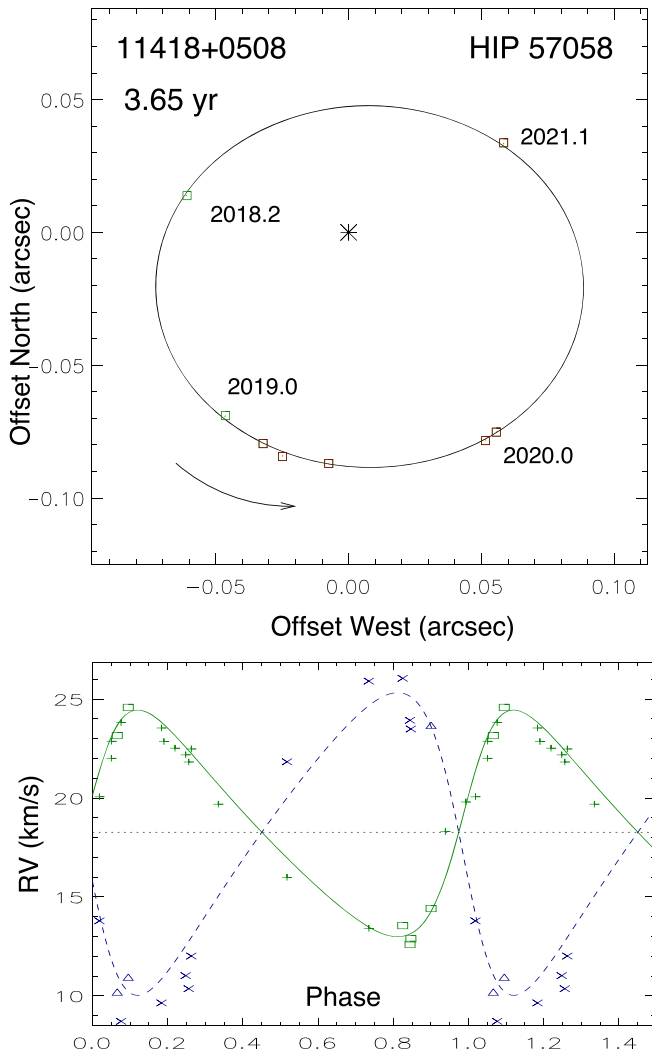 11418+0508 HIP 57058
3.65 yr
0.05
2021.1
2018.2
0.00
Offset North (arcsec)
−0.05
2019.0
2020.0
−0.10
−0.05 0.00 0.05 0.10
Offset West (arcsec)
25
20
RV (km/s)
15
10
Phase
0.0 0.2 0.4 0.6 0.8 1.0 1.2 1.4